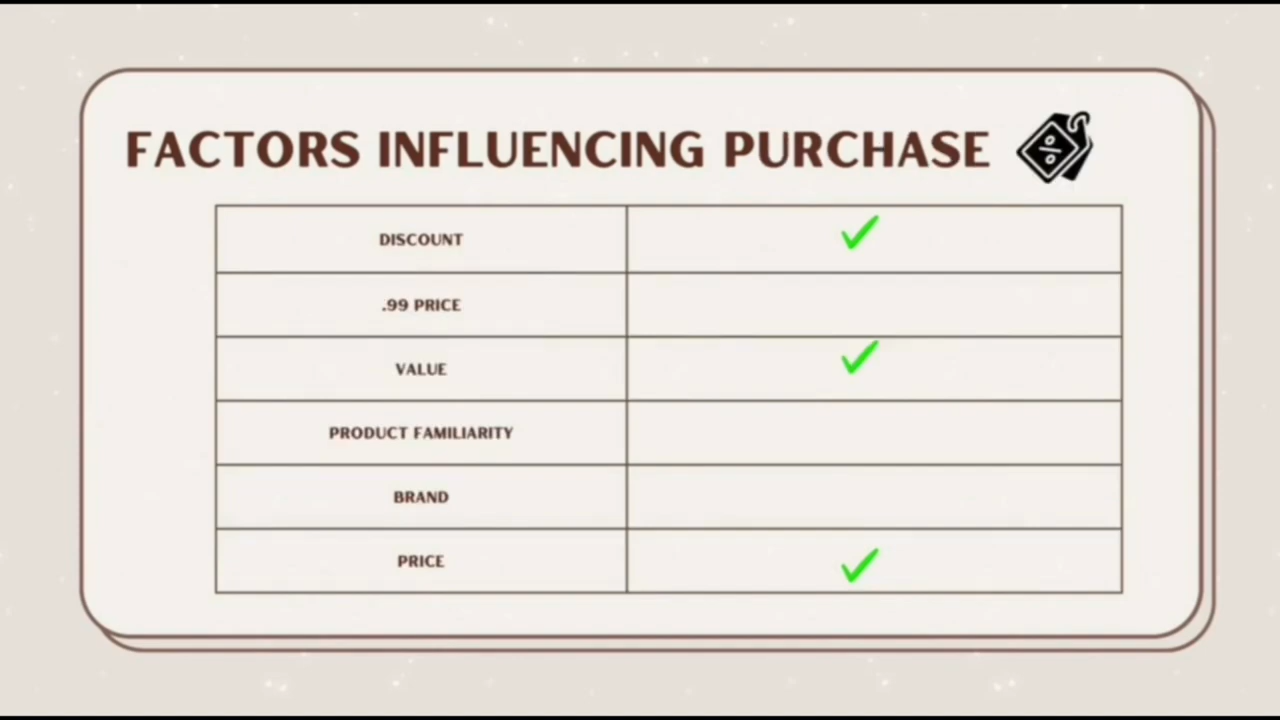 FACTORS INFLUENCING PURCHASE
DISCOUNT
.99 PRICE
VALUE
PRODUCT FAMILIARITY
BRAND
PRICE